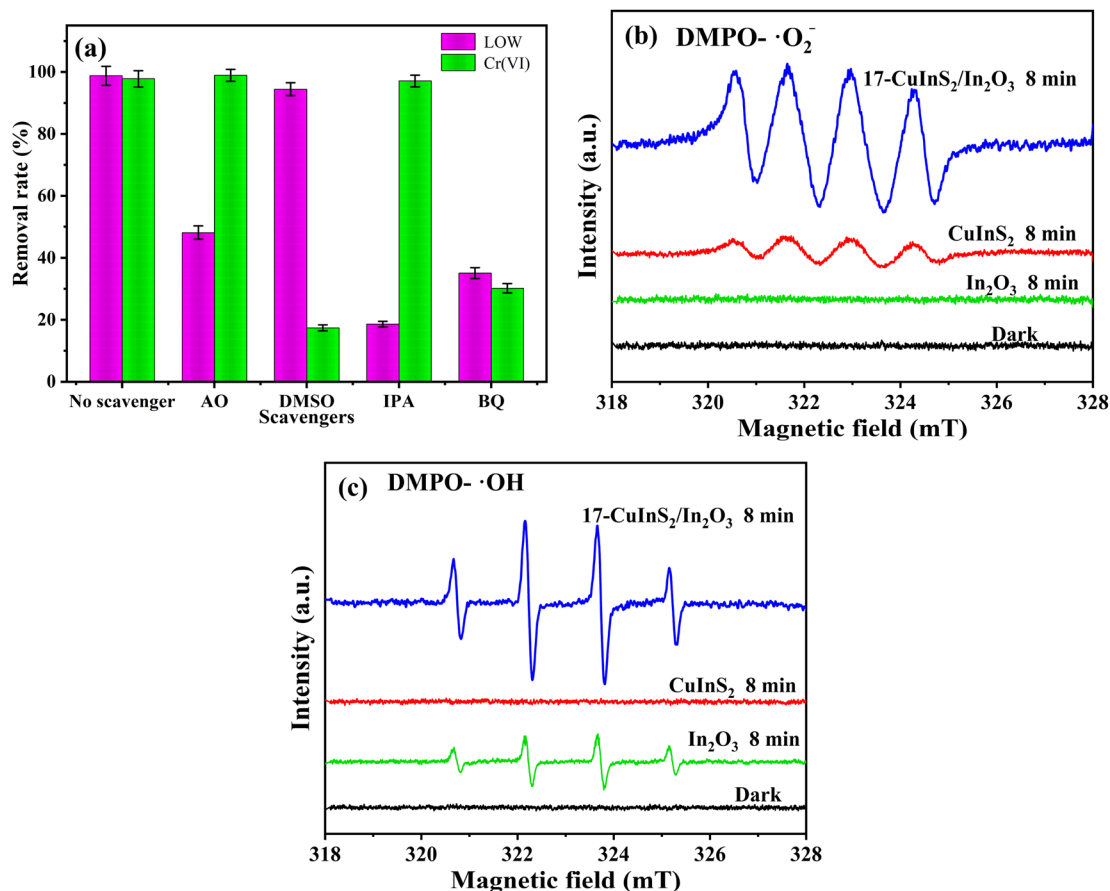 (a)
LOW
Cr(VI)
Removal rate (%)
100
80
60
40
20
0
No scavenger AO DMSO IPA BQ
Scavengers
(b) DMPO- ·O₂⁻
17-CuInS₂/In₂O₃ 8 min
CuInS₂ 8 min
In₂O₃ 8 min
Dark
Intensity (a.u.)
318 320 322 324 326 328
Magnetic field (mT)
(c) DMPO- ·OH
17-CuInS₂/In₂O₃ 8 min
CuInS₂ 8 min
In₂O₃ 8 min
Dark
Intensity (a.u.)
318 320 322 324 326 328
Magnetic field (mT)